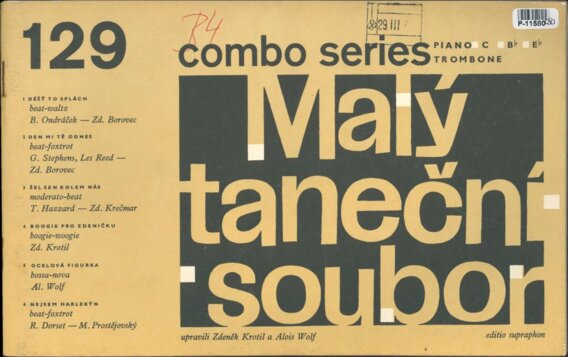 129
R4
29. III
P-11580
combo series
PIANO C B♭ E♭
TROMBONE
1 DÉŠŤ TO SPLÁCH
beat-waltz
B. Ondráček — Zd. Borovec
2 DEN MI TĚ ODNES
beat-foxtrot
G. Stephens, Les Reed —
Zd. Borovec
3 ŠEL SEN KOLEM NÁS
moderato-beat
T. Hazzard — Zd. Krečmar
4 BOOGIE PRO ZDENIČKU
boogie-woogie
Zd. Krotil
5 OCELOVÁ FIGURKA
bossa-nova
Al. Wolf
6 NEJSEM HARLEKÝN
beat-foxtrot
R. Dorset — M. Prostějovský
Malý
taneční
soubor
upravili Zdeněk Krotil a Alois Wolf
editio supraphon